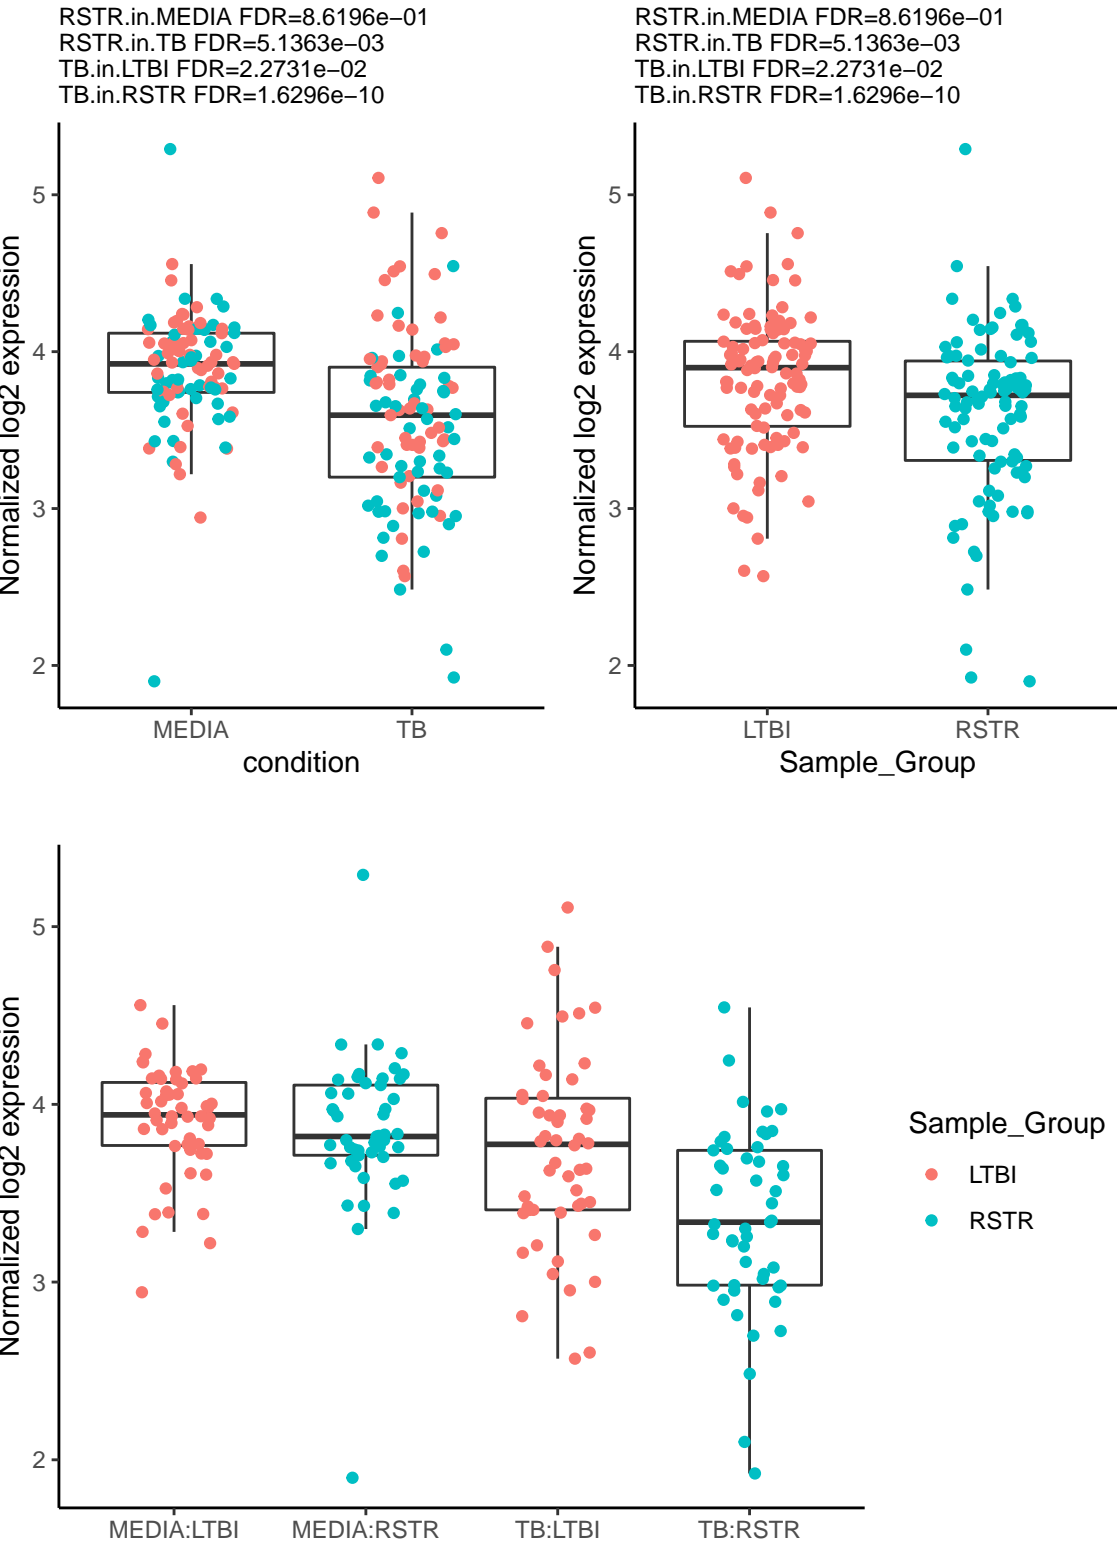 RSTR.in.MEDIA FDR=8.6196e−01
RSTR.in.TB FDR=5.1363e−03
TB.in.LTBI FDR=2.2731e−02
TB.in.RSTR FDR=1.6296e−10
Normalized log2 expression
5
4
3
2
MEDIA TB
condition
RSTR.in.MEDIA FDR=8.6196e−01
RSTR.in.TB FDR=5.1363e−03
TB.in.LTBI FDR=2.2731e−02
TB.in.RSTR FDR=1.6296e−10
Normalized log2 expression
5
4
3
2
LTBI RSTR
Sample_Group
Normalized log2 expression
5
4
3
2
MEDIA:LTBI MEDIA:RSTR TB:LTBI TB:RSTR
Sample_Group
LTBI
RSTR